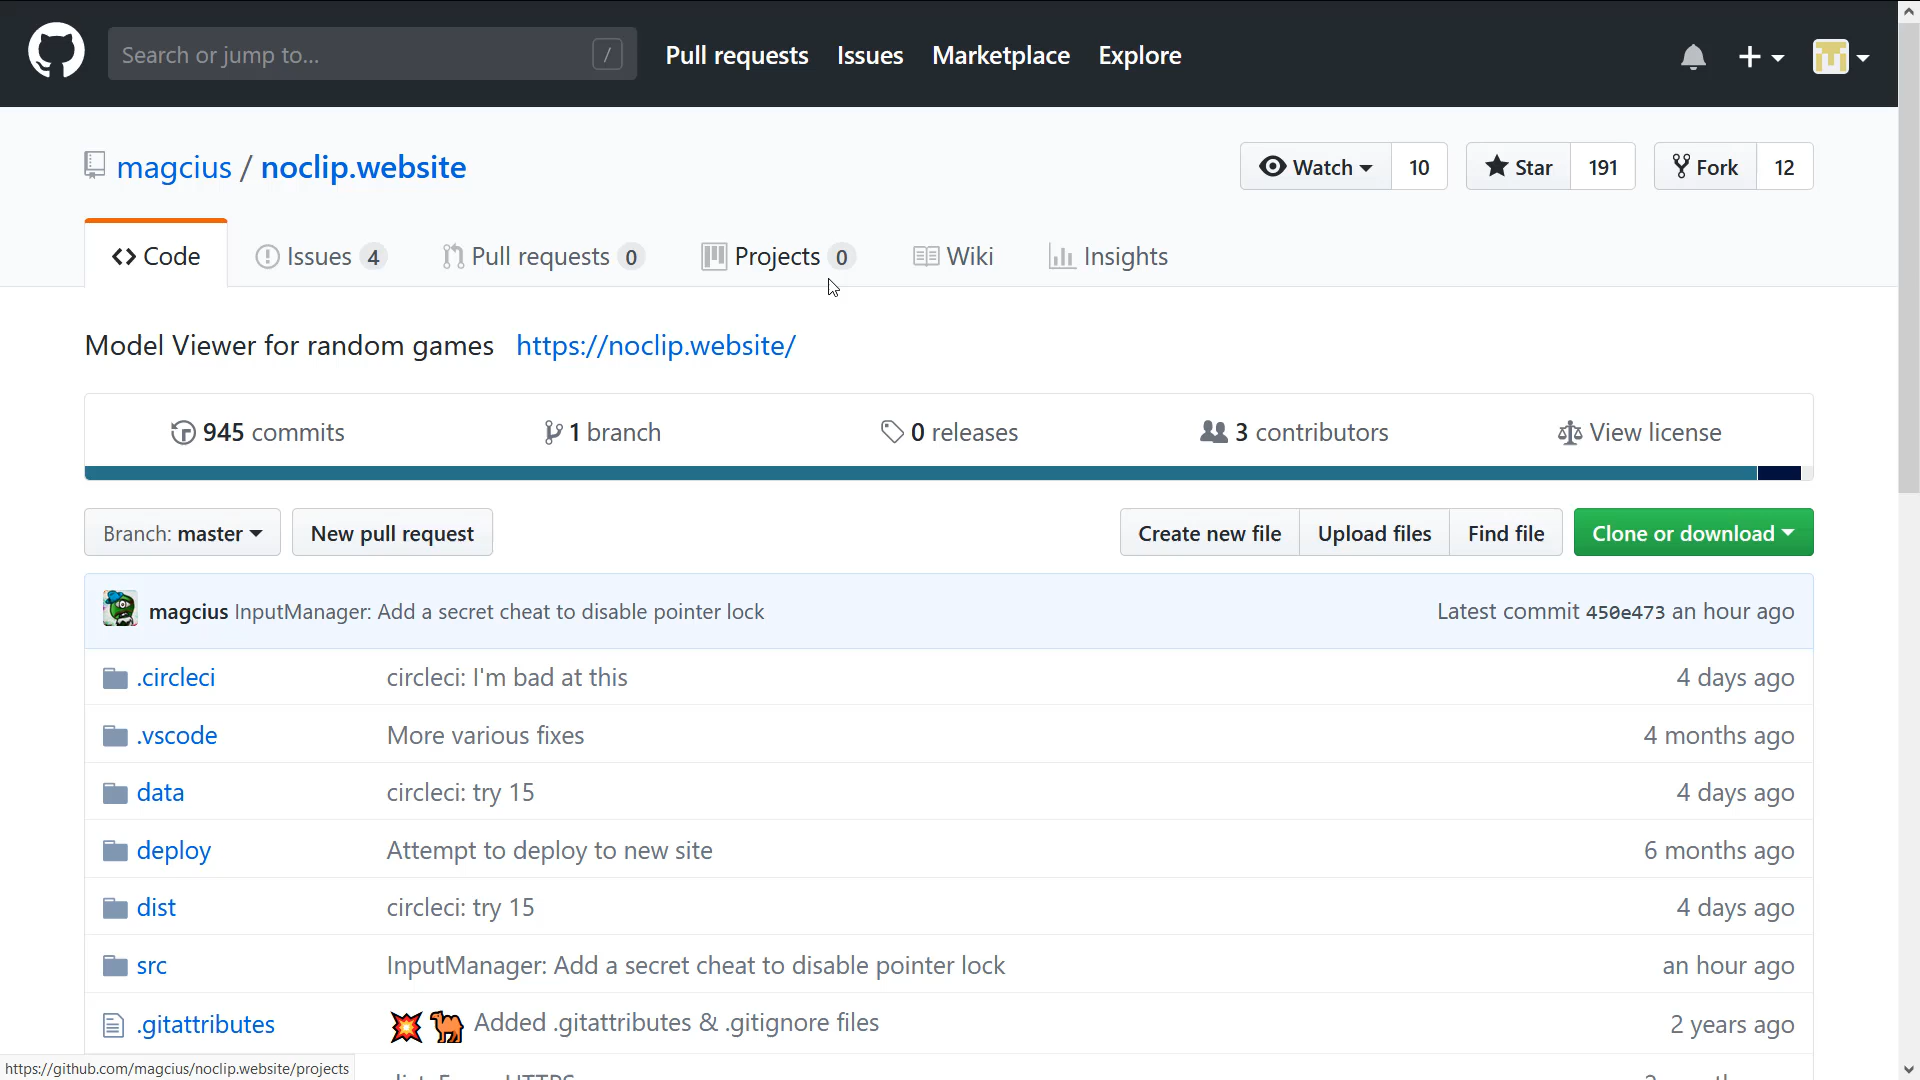 Search or jump to... /
Pull requests Issues Marketplace Explore
magcius / noclip.website
Watch 10 Star 191 Fork 12
Code Issues 4 Pull requests 0 Projects 0 Wiki Insights
Model Viewer for random games https://noclip.website/
945 commits 1 branch 0 releases 3 contributors View license
Branch: master New pull request Create new file Upload files Find file Clone or download
magcius InputManager: Add a secret cheat to disable pointer lock Latest commit 450e473 an hour ago
.circleci circleci: I'm bad at this 4 days ago
.vscode More various fixes 4 months ago
data circleci: try 15 4 days ago
deploy Attempt to deploy to new site 6 months ago
dist circleci: try 15 4 days ago
src InputManager: Add a secret cheat to disable pointer lock an hour ago
.gitattributes 💥 🐫 Added .gitattributes & .gitignore files 2 years ago
https://github.com/magcius/noclip.website/projects